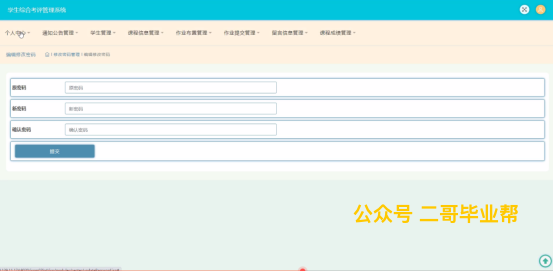 学生综合考评管理系统
个人中心 通知公告管理 学生管理 课程信息管理 作业布置管理 作业提交管理 留言信息管理 课程成绩管理
编辑修改密码
原密码 原密码
新密码 新密码
确认密码 确认密码
提交
公众号 二哥毕业帮